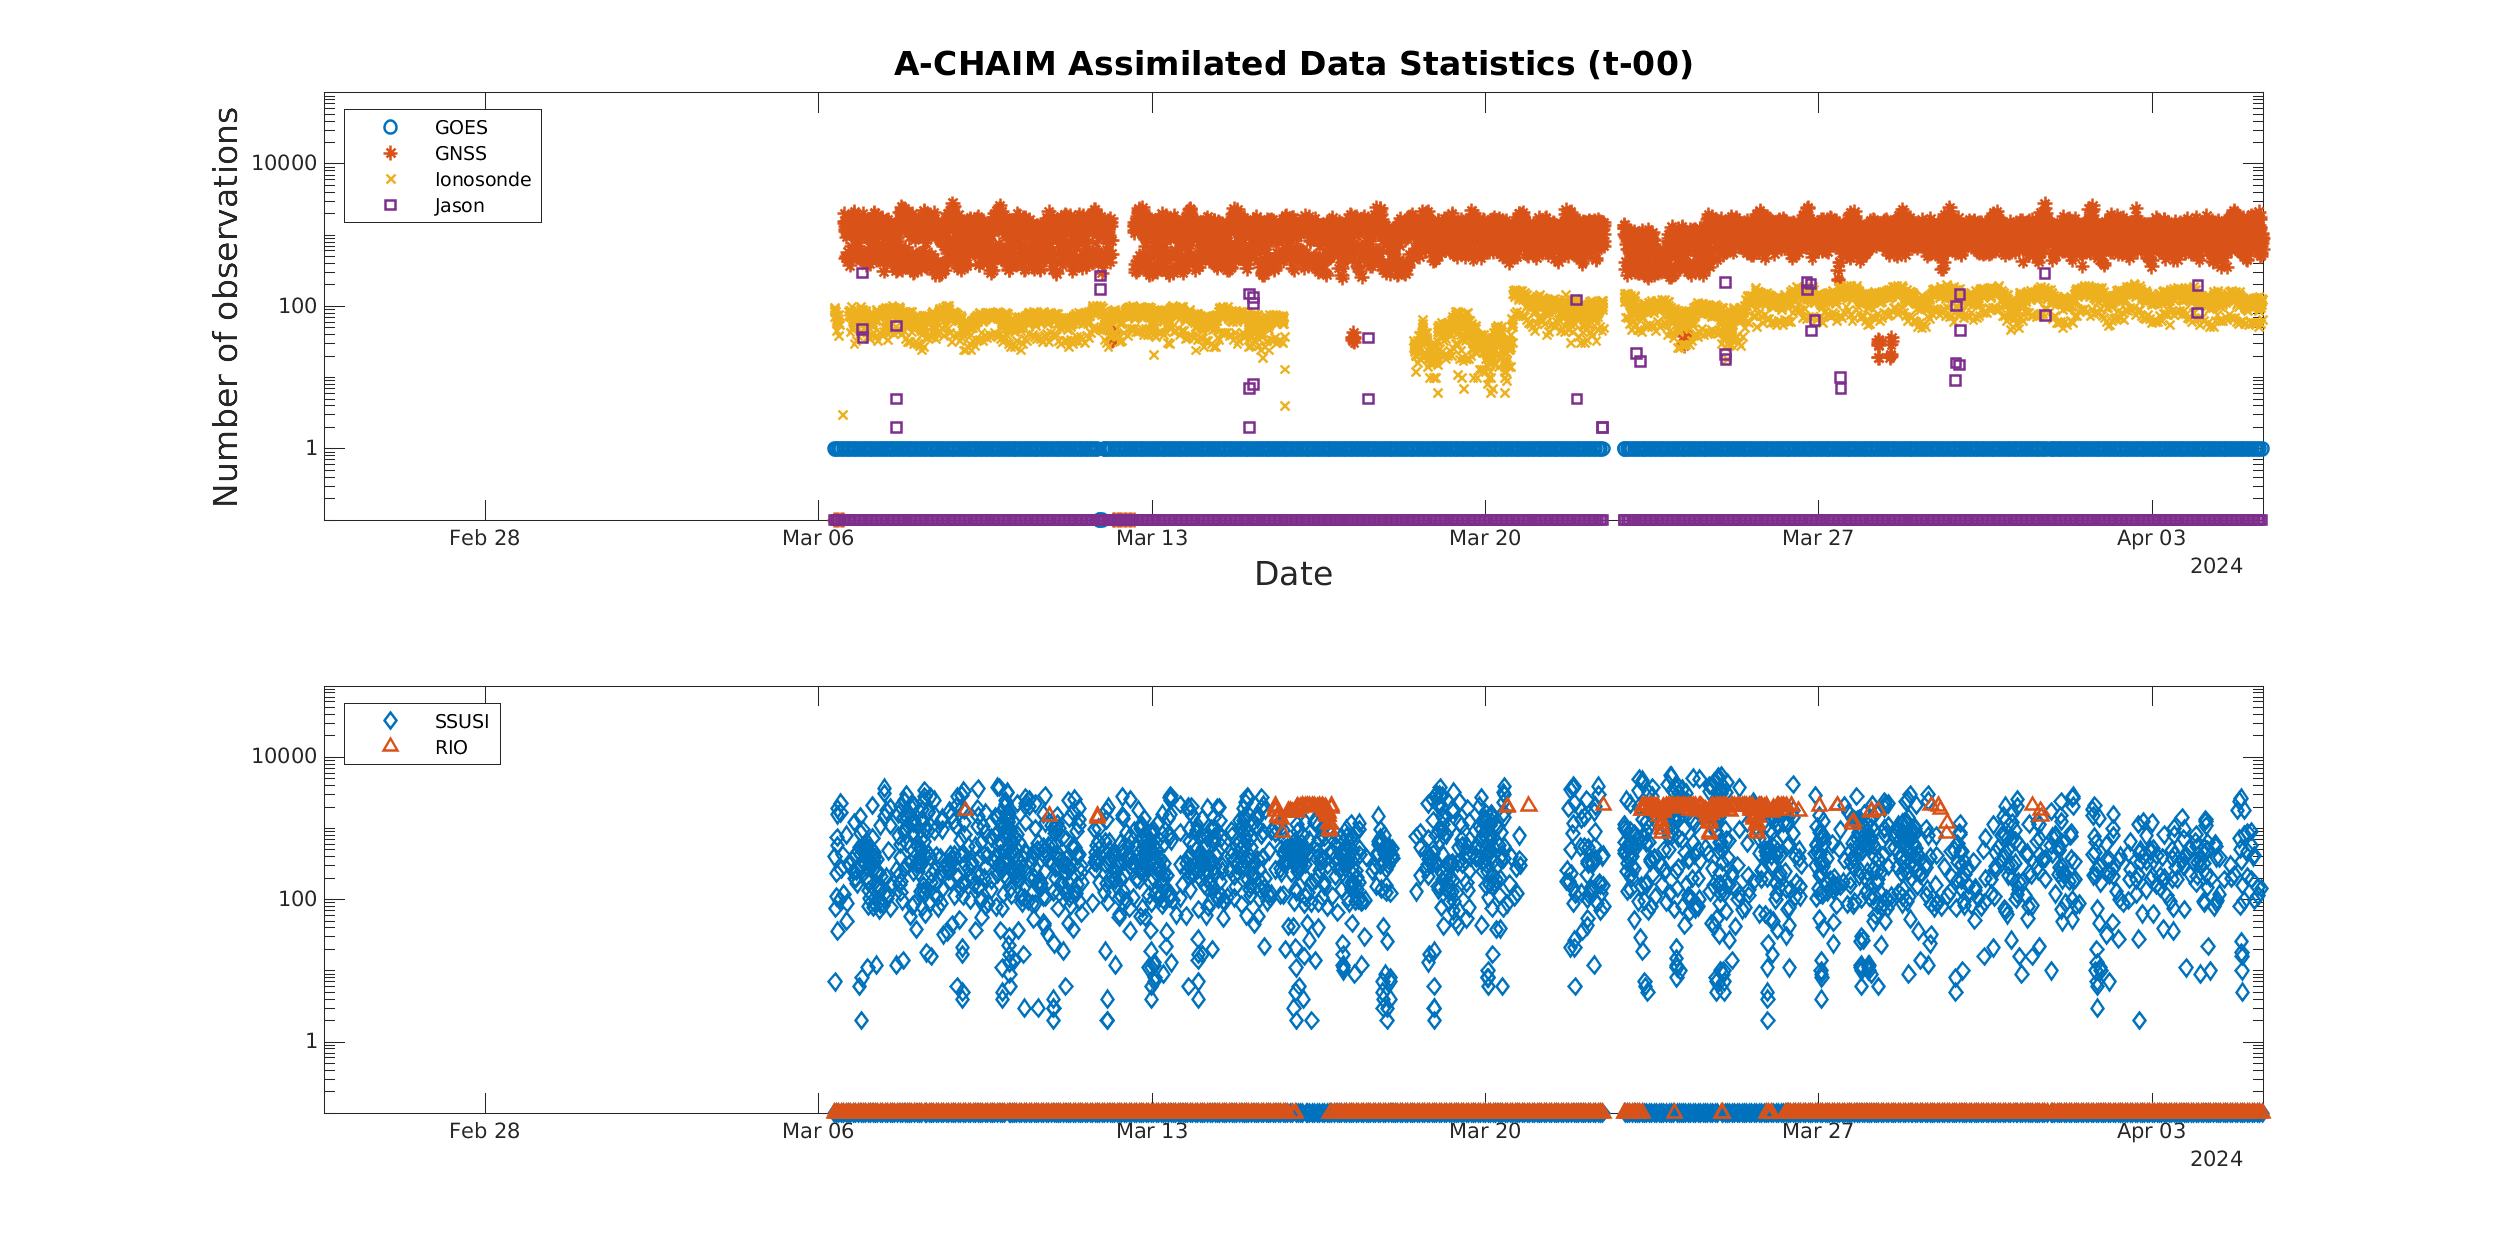 A-CHAIM Assimilated Data Statistics (t-00)
Number of observations
10000
100
1
GOES
GNSS
Ionosonde
Jason
Feb 28 Mar 06 Mar 13 Mar 20 Mar 27 Apr 03
2024
Date
10000
100
1
SSUSI
RIO
Feb 28 Mar 06 Mar 13 Mar 20 Mar 27 Apr 03
2024